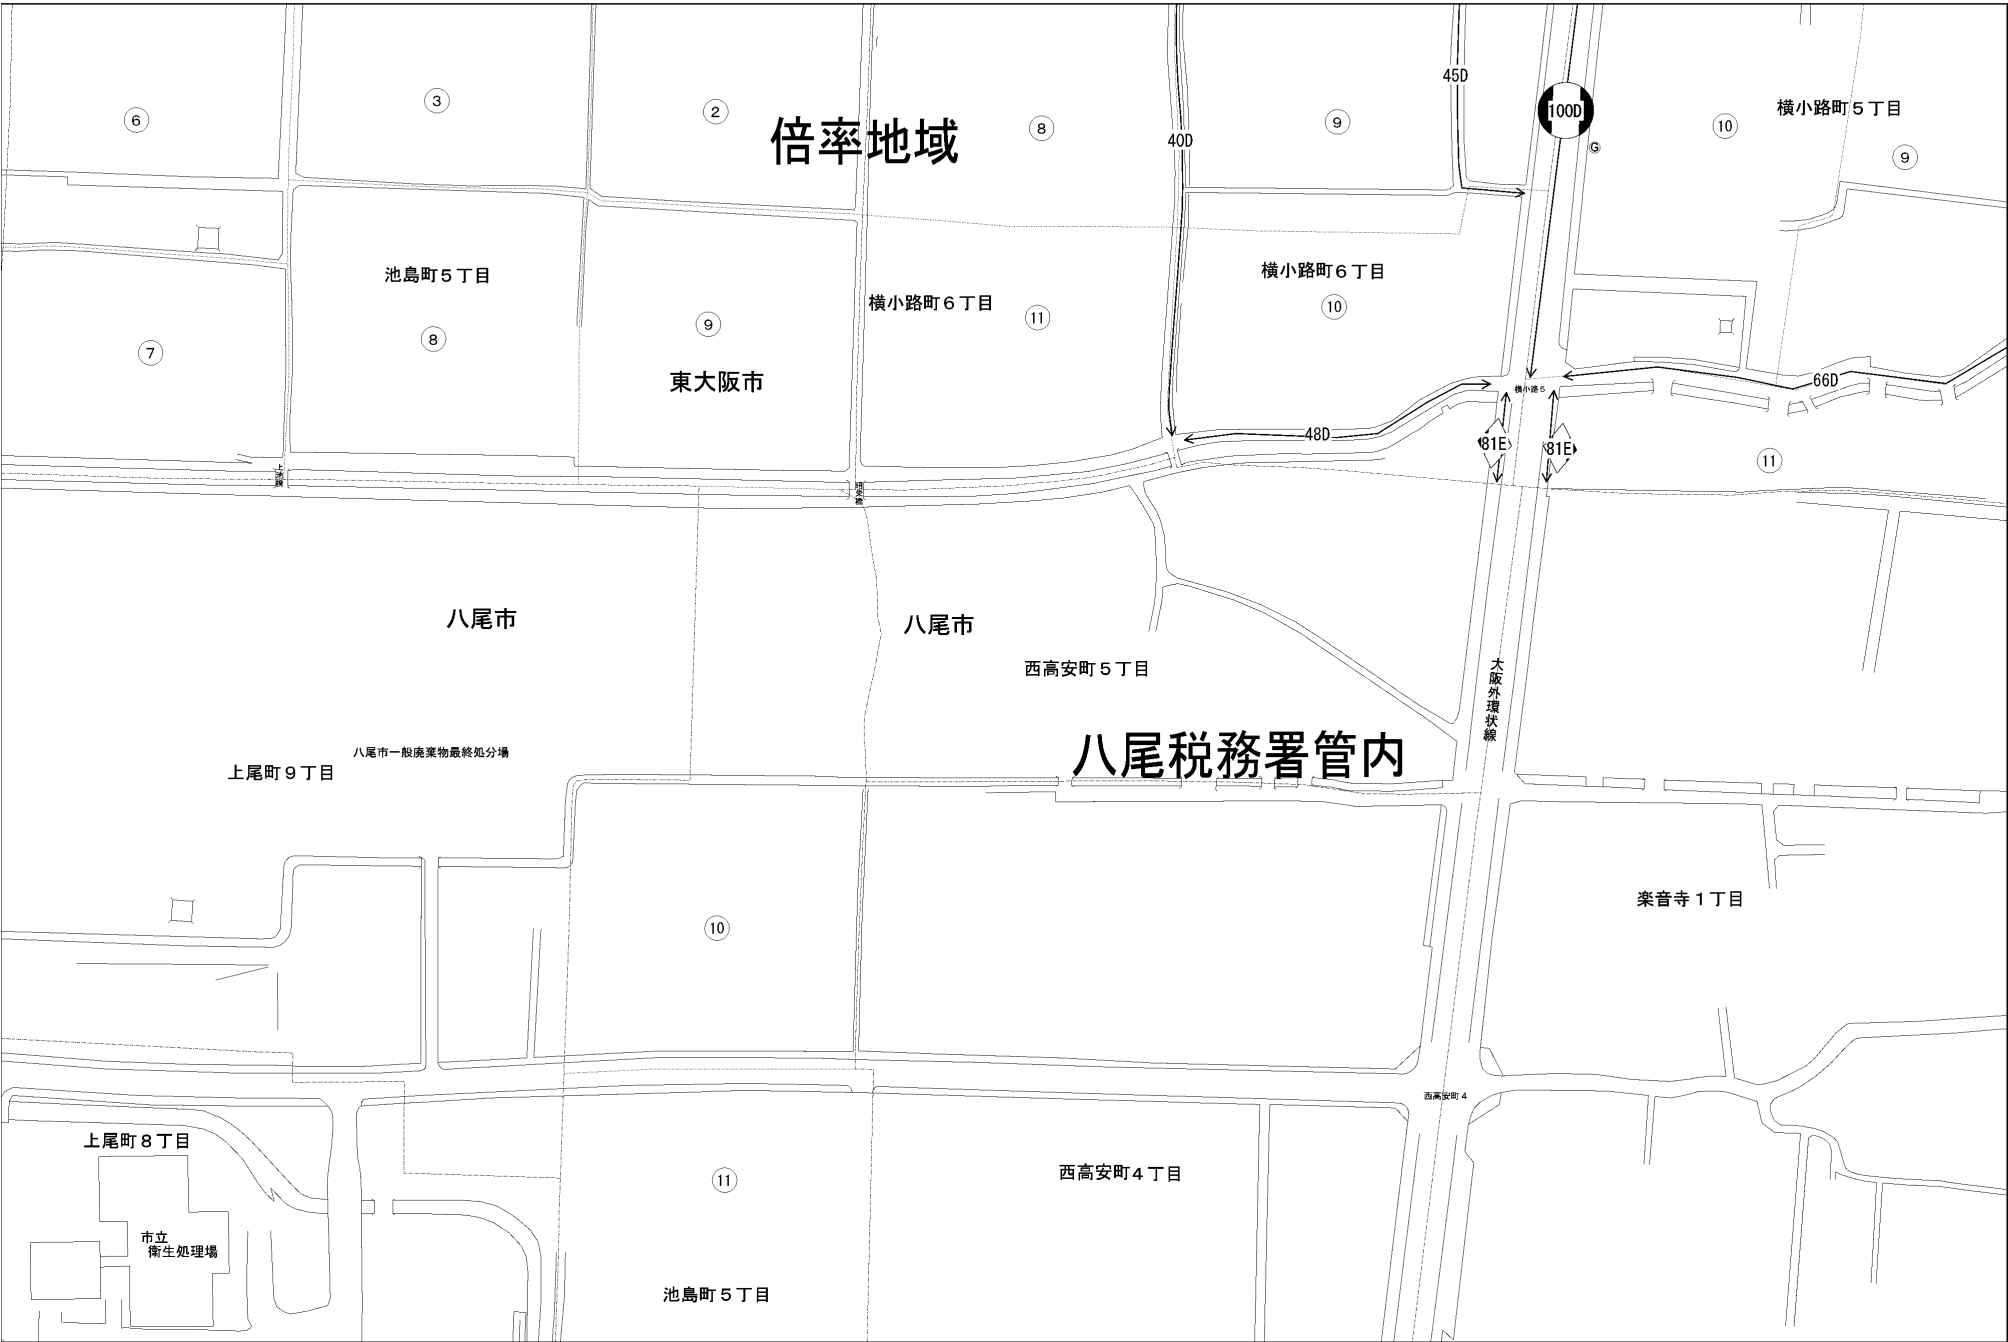 45D
3
2
100D
横小路町５丁目
6
倍率地域
8
9
10
40D
G
9
池島町５丁目
横小路町６丁目
横小路町６丁目
10
11
9
8
7
東大阪市
66D
横小路５
48D
81E
81E
11
八尾市
八尾市
西高安町５丁目
大阪外環状線
八尾市一般廃棄物最終処分場
八尾税務署管内
上尾町９丁目
楽音寺１丁目
10
西高安町４
上尾町８丁目
11
西高安町４丁目
市立
衛生処理場
池島町５丁目